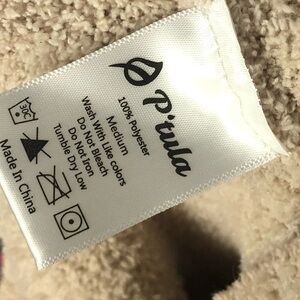 P'tula
100% Polyester
Medium
Wash With Like colors
Do Not Bleach
Do Not Iron
Tumble Dry Low
30C
Made In China